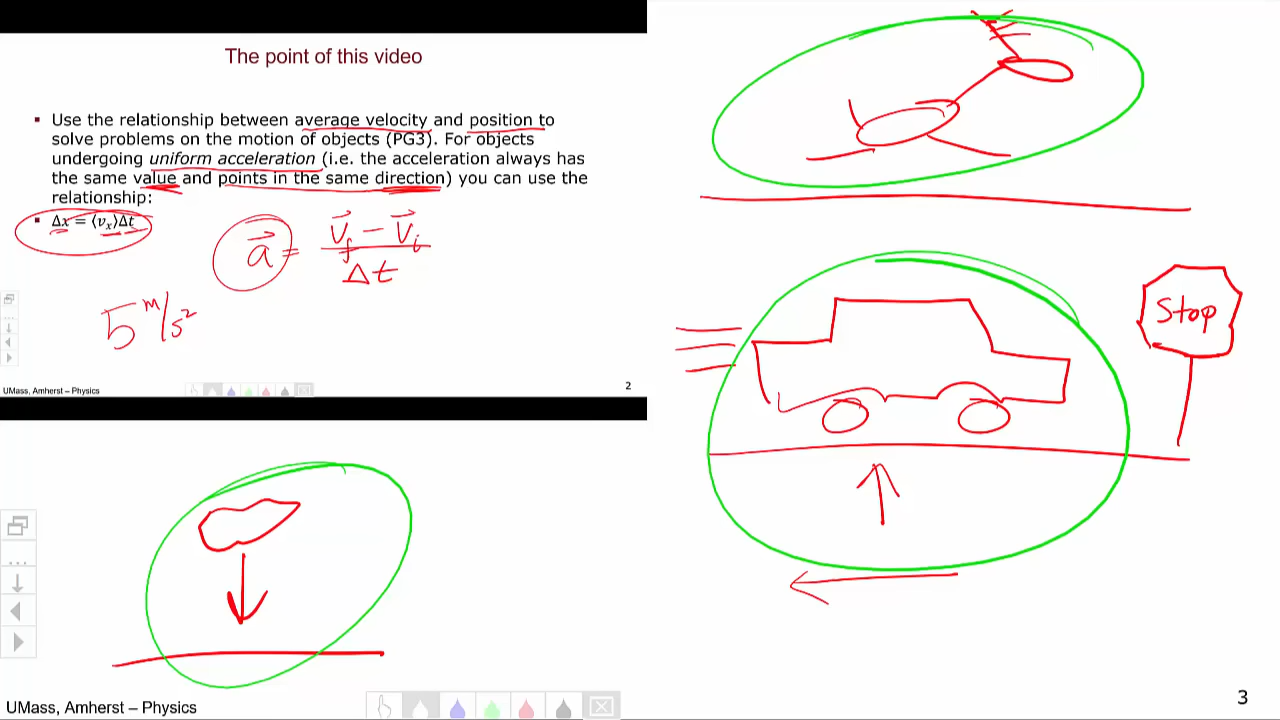 The point of this video
▪ Use the relationship between average velocity and position to
solve problems on the motion of objects (PG3). For objects
undergoing uniform acceleration (i.e. the acceleration always has
the same value and points in the same direction) you can use the
relationship:
▪ Δx = ⟨vₓ⟩Δt
a⃗ = (v⃗f − v⃗i) / Δt
5 m/s²
UMass, Amherst – Physics
2
Stop
UMass, Amherst – Physics
3